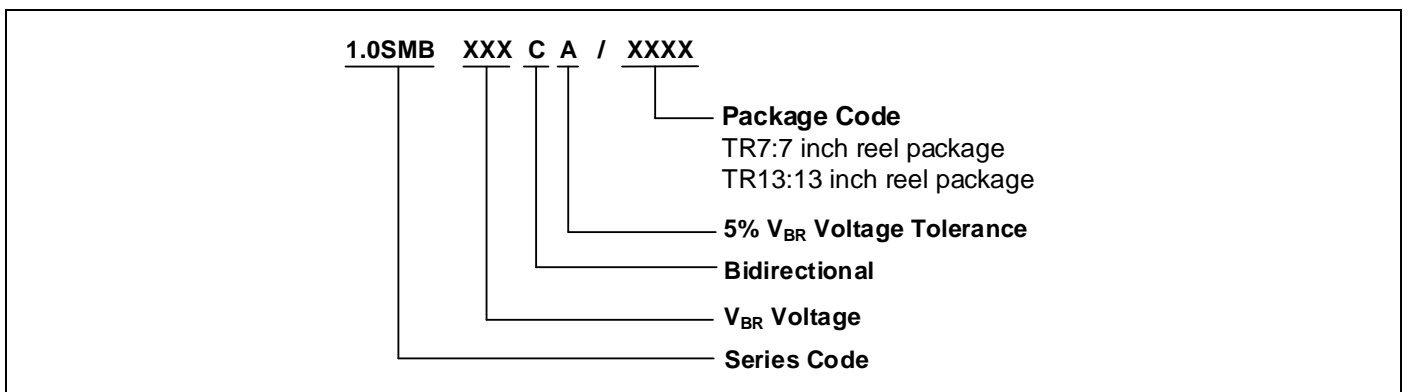 1.0SMB XXX C A / XXXX
Package Code
TR7:7 inch reel package
TR13:13 inch reel package
5% VBR Voltage Tolerance
Bidirectional
VBR Voltage
Series Code